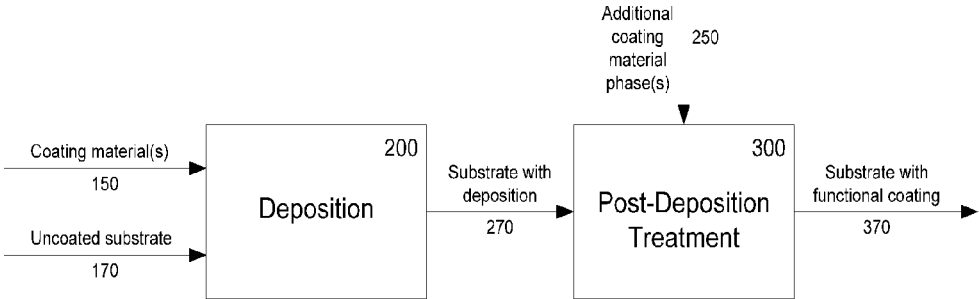 Additional
coating
material
phase(s)
250
Coating material(s)
150
Uncoated substrate
170
200
Deposition
Substrate with
deposition
270
300
Post-Deposition
Treatment
Substrate with
functional coating
370